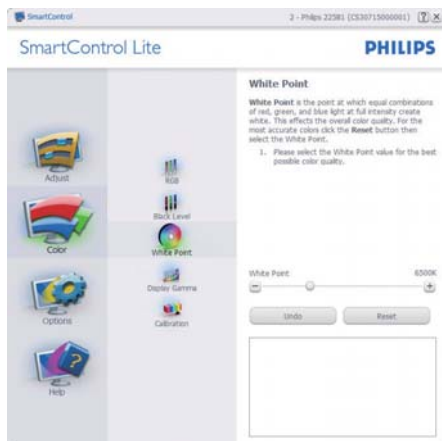 SmartControl
2 - Philips 225B1 (CS30715000001)
SmartControl Lite
PHILIPS
Adjust
Color
Options
Help
RGB
Black Level
White Point
Display Gamma
Calibration
White Point
White Point is the point at which equal combinations
of red, green, and blue light at full intensity create
white. This effects the overall color quality. For the
most accurate colors click the Reset button then
select the White Point.
1. Please select the White Point value for the best
possible color quality.
White Point 6500K
Undo Reset